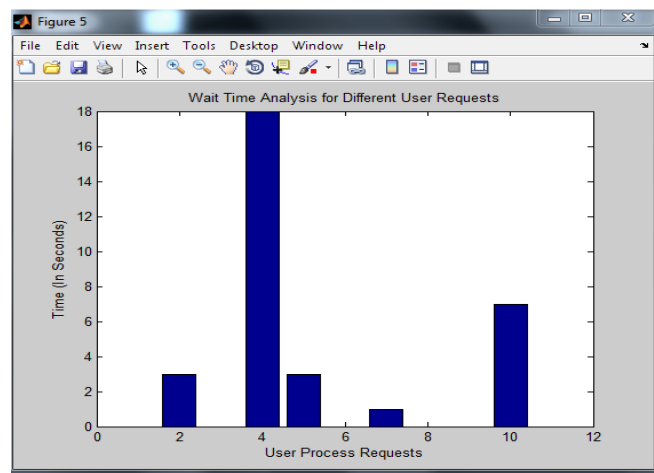 Figure 5
File Edit View Insert Tools Desktop Window Help
Wait Time Analysis for Different User Requests
18
16
14
12
10
8
6
4
2
0
Time (In Seconds)
0 2 4 6 8 10 12
User Process Requests